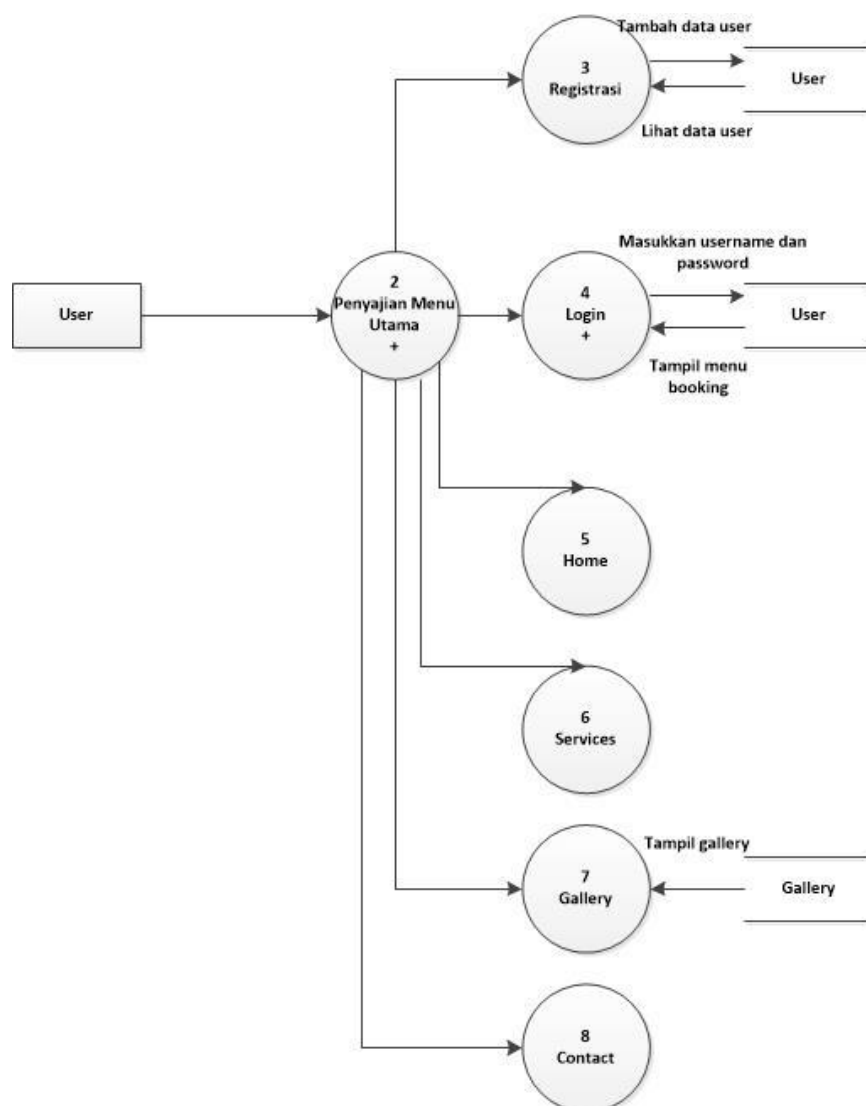 Tambah data user
3
Registrasi
User
Lihat data user
Masukkan username dan
password
User
2
Penyajian Menu
Utama
+
4
Login
+
User
Tampil menu
booking
5
Home
6
Services
Tampil gallery
7
Gallery
Gallery
8
Contact